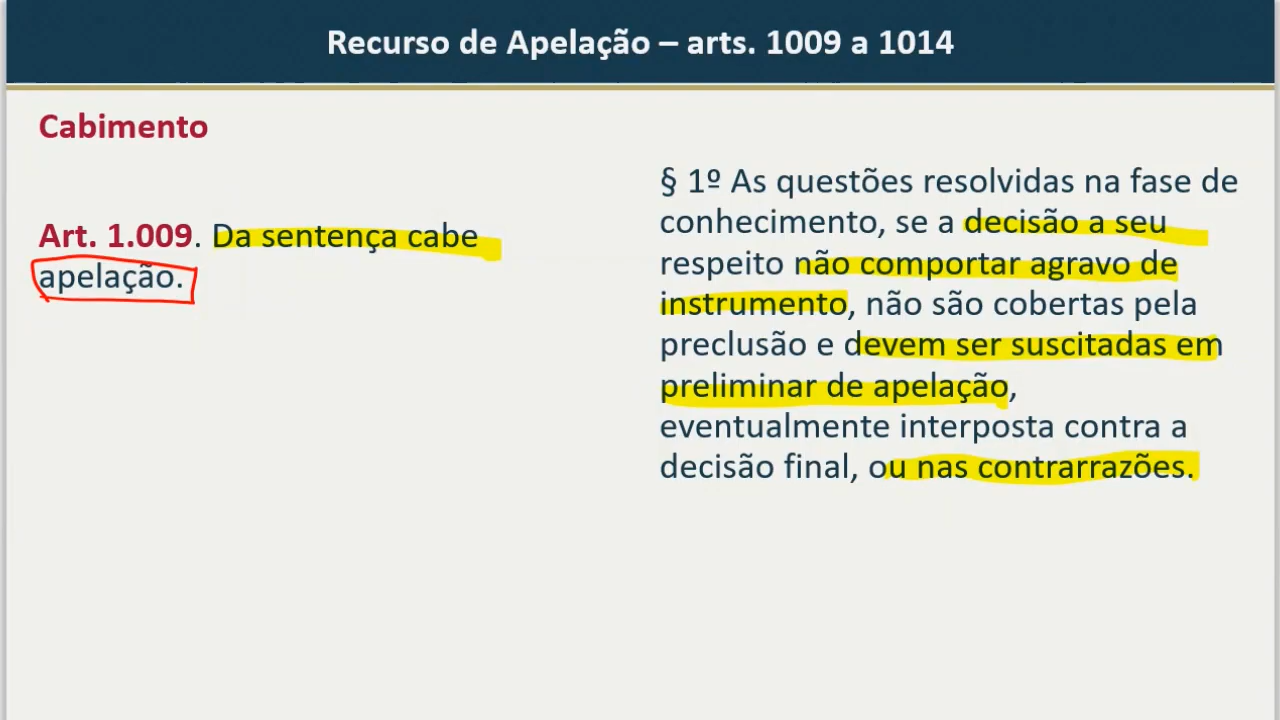 Recurso de Apelação – arts. 1009 a 1014
Cabimento
Art. 1.009. Da sentença cabe
apelação.
§ 1º As questões resolvidas na fase de
conhecimento, se a decisão a seu
respeito não comportar agravo de
instrumento, não são cobertas pela
preclusão e devem ser suscitadas em
preliminar de apelação,
eventualmente interposta contra a
decisão final, ou nas contrarrazões.